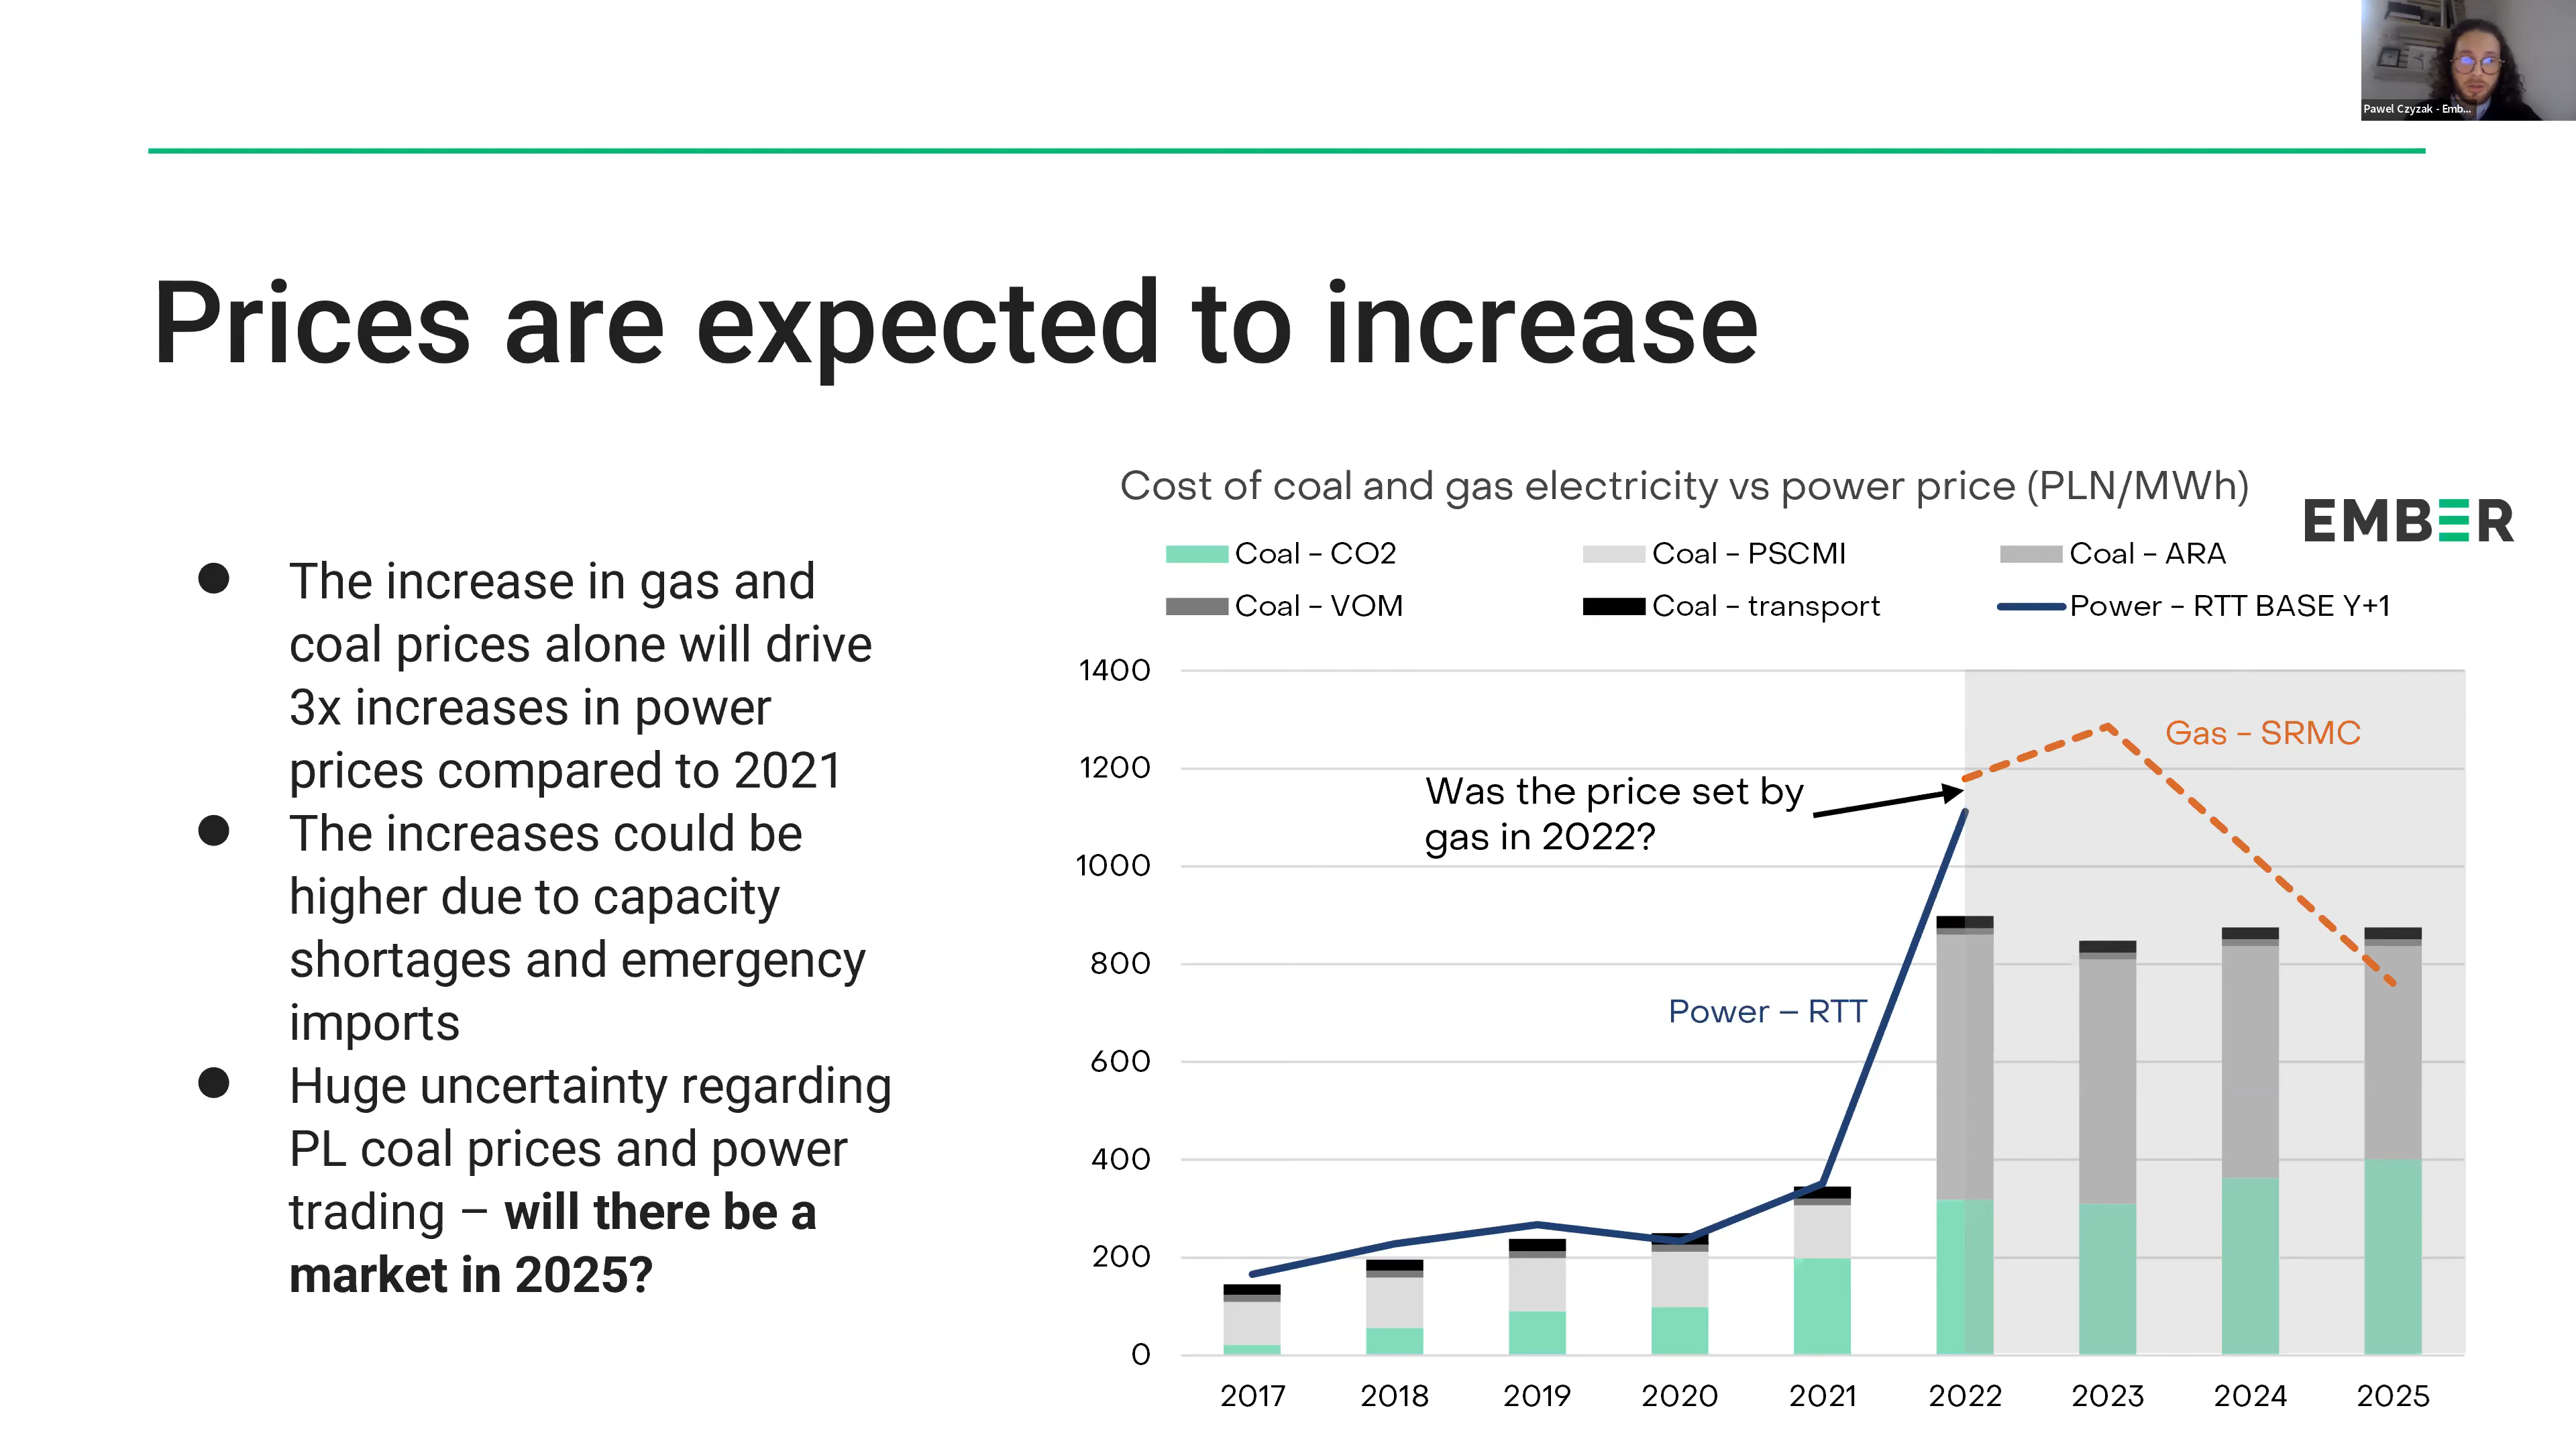 Pawel Czyzak - Emb...
Prices are expected to increase
● The increase in gas and
coal prices alone will drive
3x increases in power
prices compared to 2021
● The increases could be
higher due to capacity
shortages and emergency
imports
● Huge uncertainty regarding
PL coal prices and power
trading – will there be a
market in 2025?
Cost of coal and gas electricity vs power price (PLN/MWh)
EMBER
Coal - CO2 Coal - PSCMI Coal - ARA
Coal - VOM Coal - transport Power - RTT BASE Y+1
1400
1200
1000
800
600
400
200
0
Gas - SRMC
Was the price set by
gas in 2022?
Power – RTT
2017 2018 2019 2020 2021 2022 2023 2024 2025